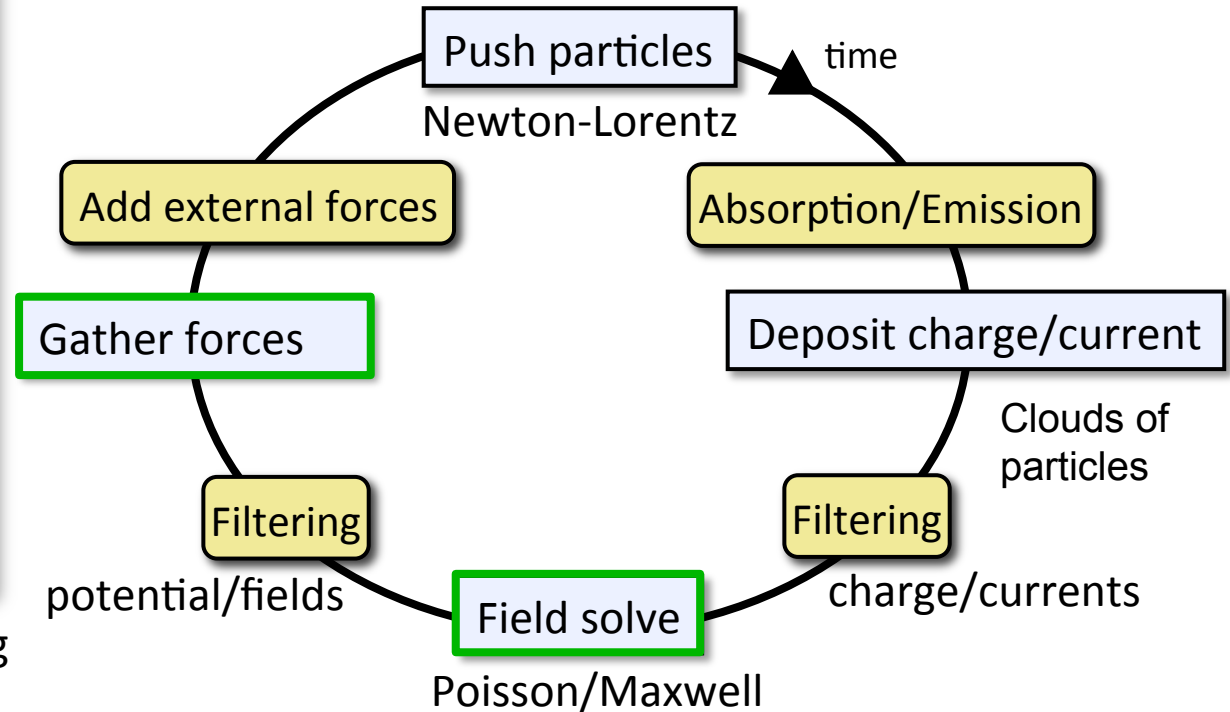 Push particles
time
Newton-Lorentz
Add external forces
Absorption/Emission
Gather forces
Deposit charge/current
Clouds of
particles
Filtering
Filtering
potential/fields
charge/currents
Field solve
Poisson/Maxwell